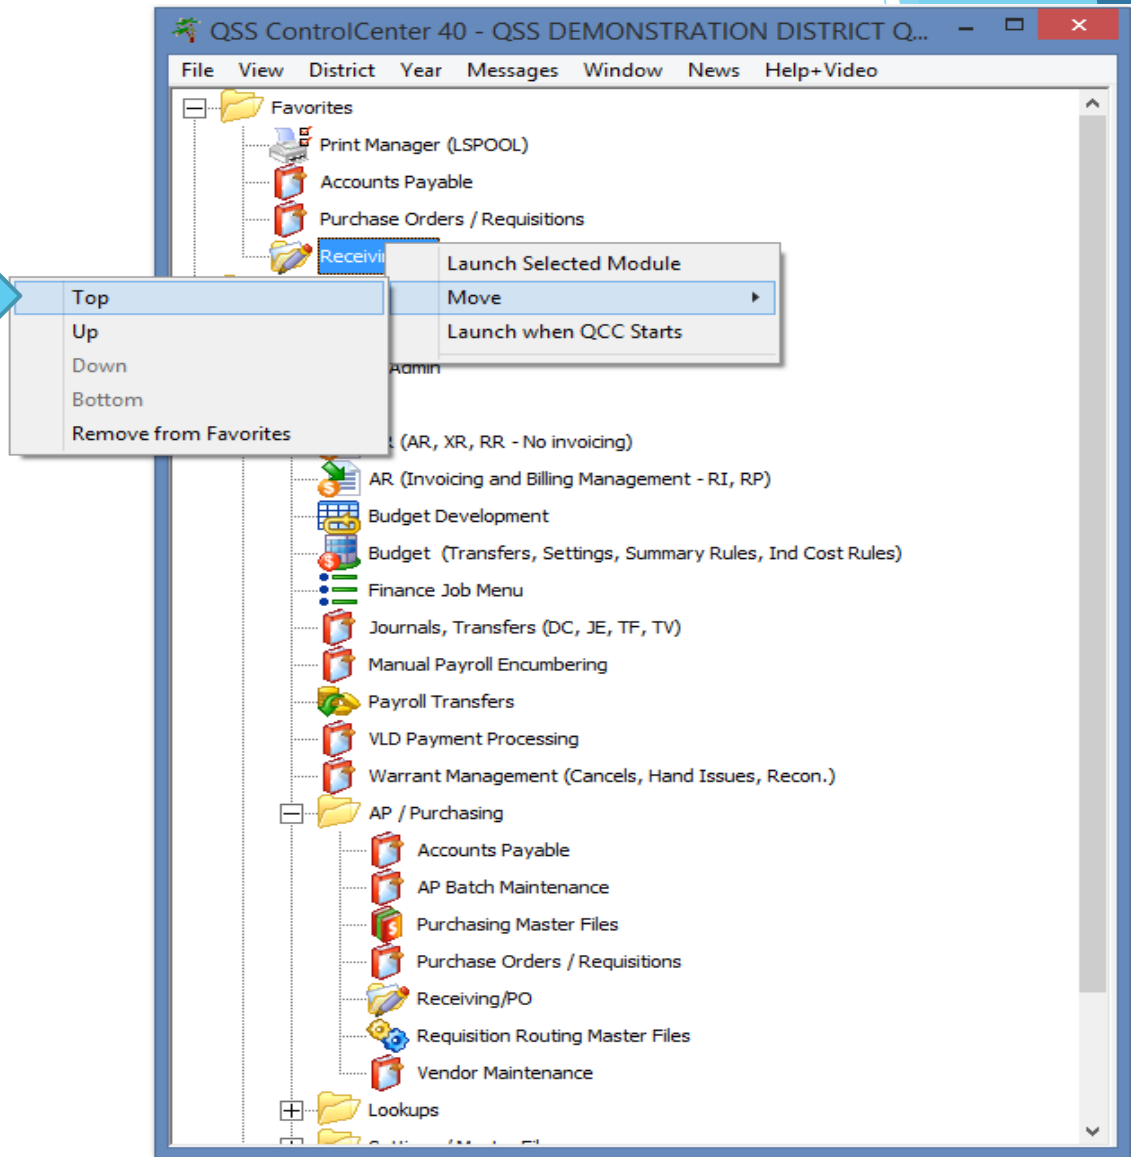 QSS ControlCenter 40 - QSS DEMONSTRATION DISTRICT Q...
File View District Year Messages Window News Help+Video
Favorites
Print Manager (LSPOOL)
Accounts Payable
Purchase Orders / Requisitions
Receivi
Launch Selected Module
Move
Launch when QCC Starts
Top
Up
Down
Bottom
Remove from Favorites
Admin
(AR, XR, RR - No invoicing)
AR (Invoicing and Billing Management - RI, RP)
Budget Development
Budget (Transfers, Settings, Summary Rules, Ind Cost Rules)
Finance Job Menu
Journals, Transfers (DC, JE, TF, TV)
Manual Payroll Encumbering
Payroll Transfers
VLD Payment Processing
Warrant Management (Cancels, Hand Issues, Recon.)
AP / Purchasing
Accounts Payable
AP Batch Maintenance
Purchasing Master Files
Purchase Orders / Requisitions
Receiving/PO
Requisition Routing Master Files
Vendor Maintenance
Lookups